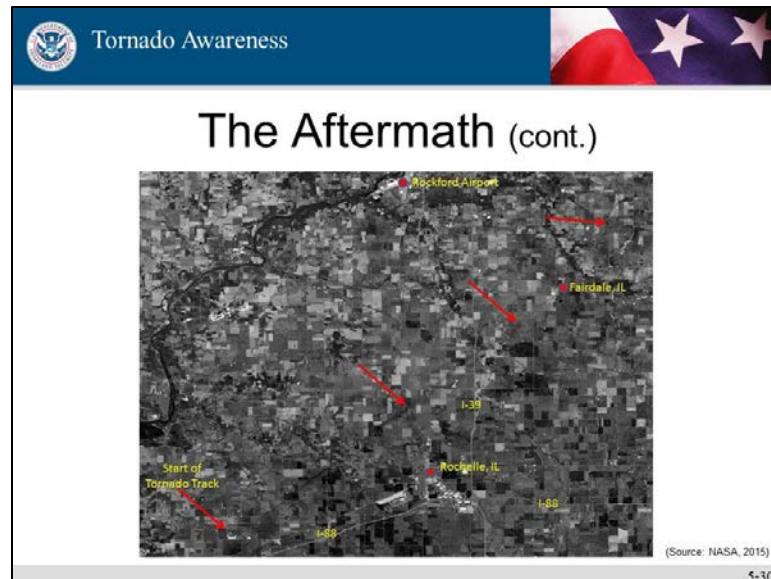 Tornado Awareness
The Aftermath (cont.)
Rockford Airport
Fairdale, IL
I-39
Start of
Tornado Track
Rochelle, IL
I-88
I-88
(Source: NASA, 2015)